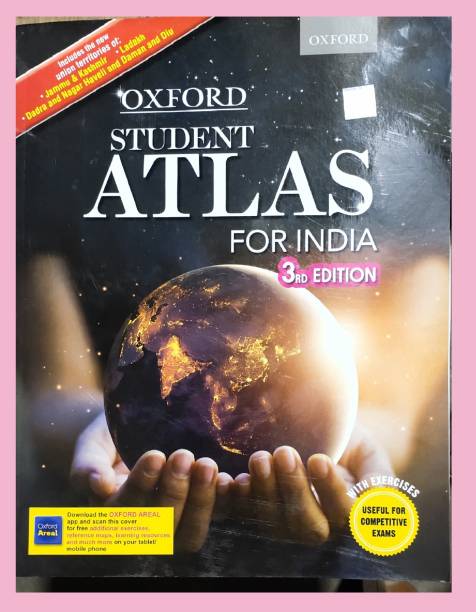 Includes the new
union territories of:
• Jammu & Kashmir • Ladakh
• Dadra and Nagar Haveli and Daman and Diu
OXFORD
OXFORD
STUDENT
ATLAS
FOR INDIA
3RD EDITION
WITH EXERCISES
USEFUL FOR
COMPETITIVE
EXAMS
Oxford
Areal
Download the OXFORD AREAL
app and scan this cover
for free additional exercises,
reference maps, learning resources
and much more on your tablet/
mobile phone